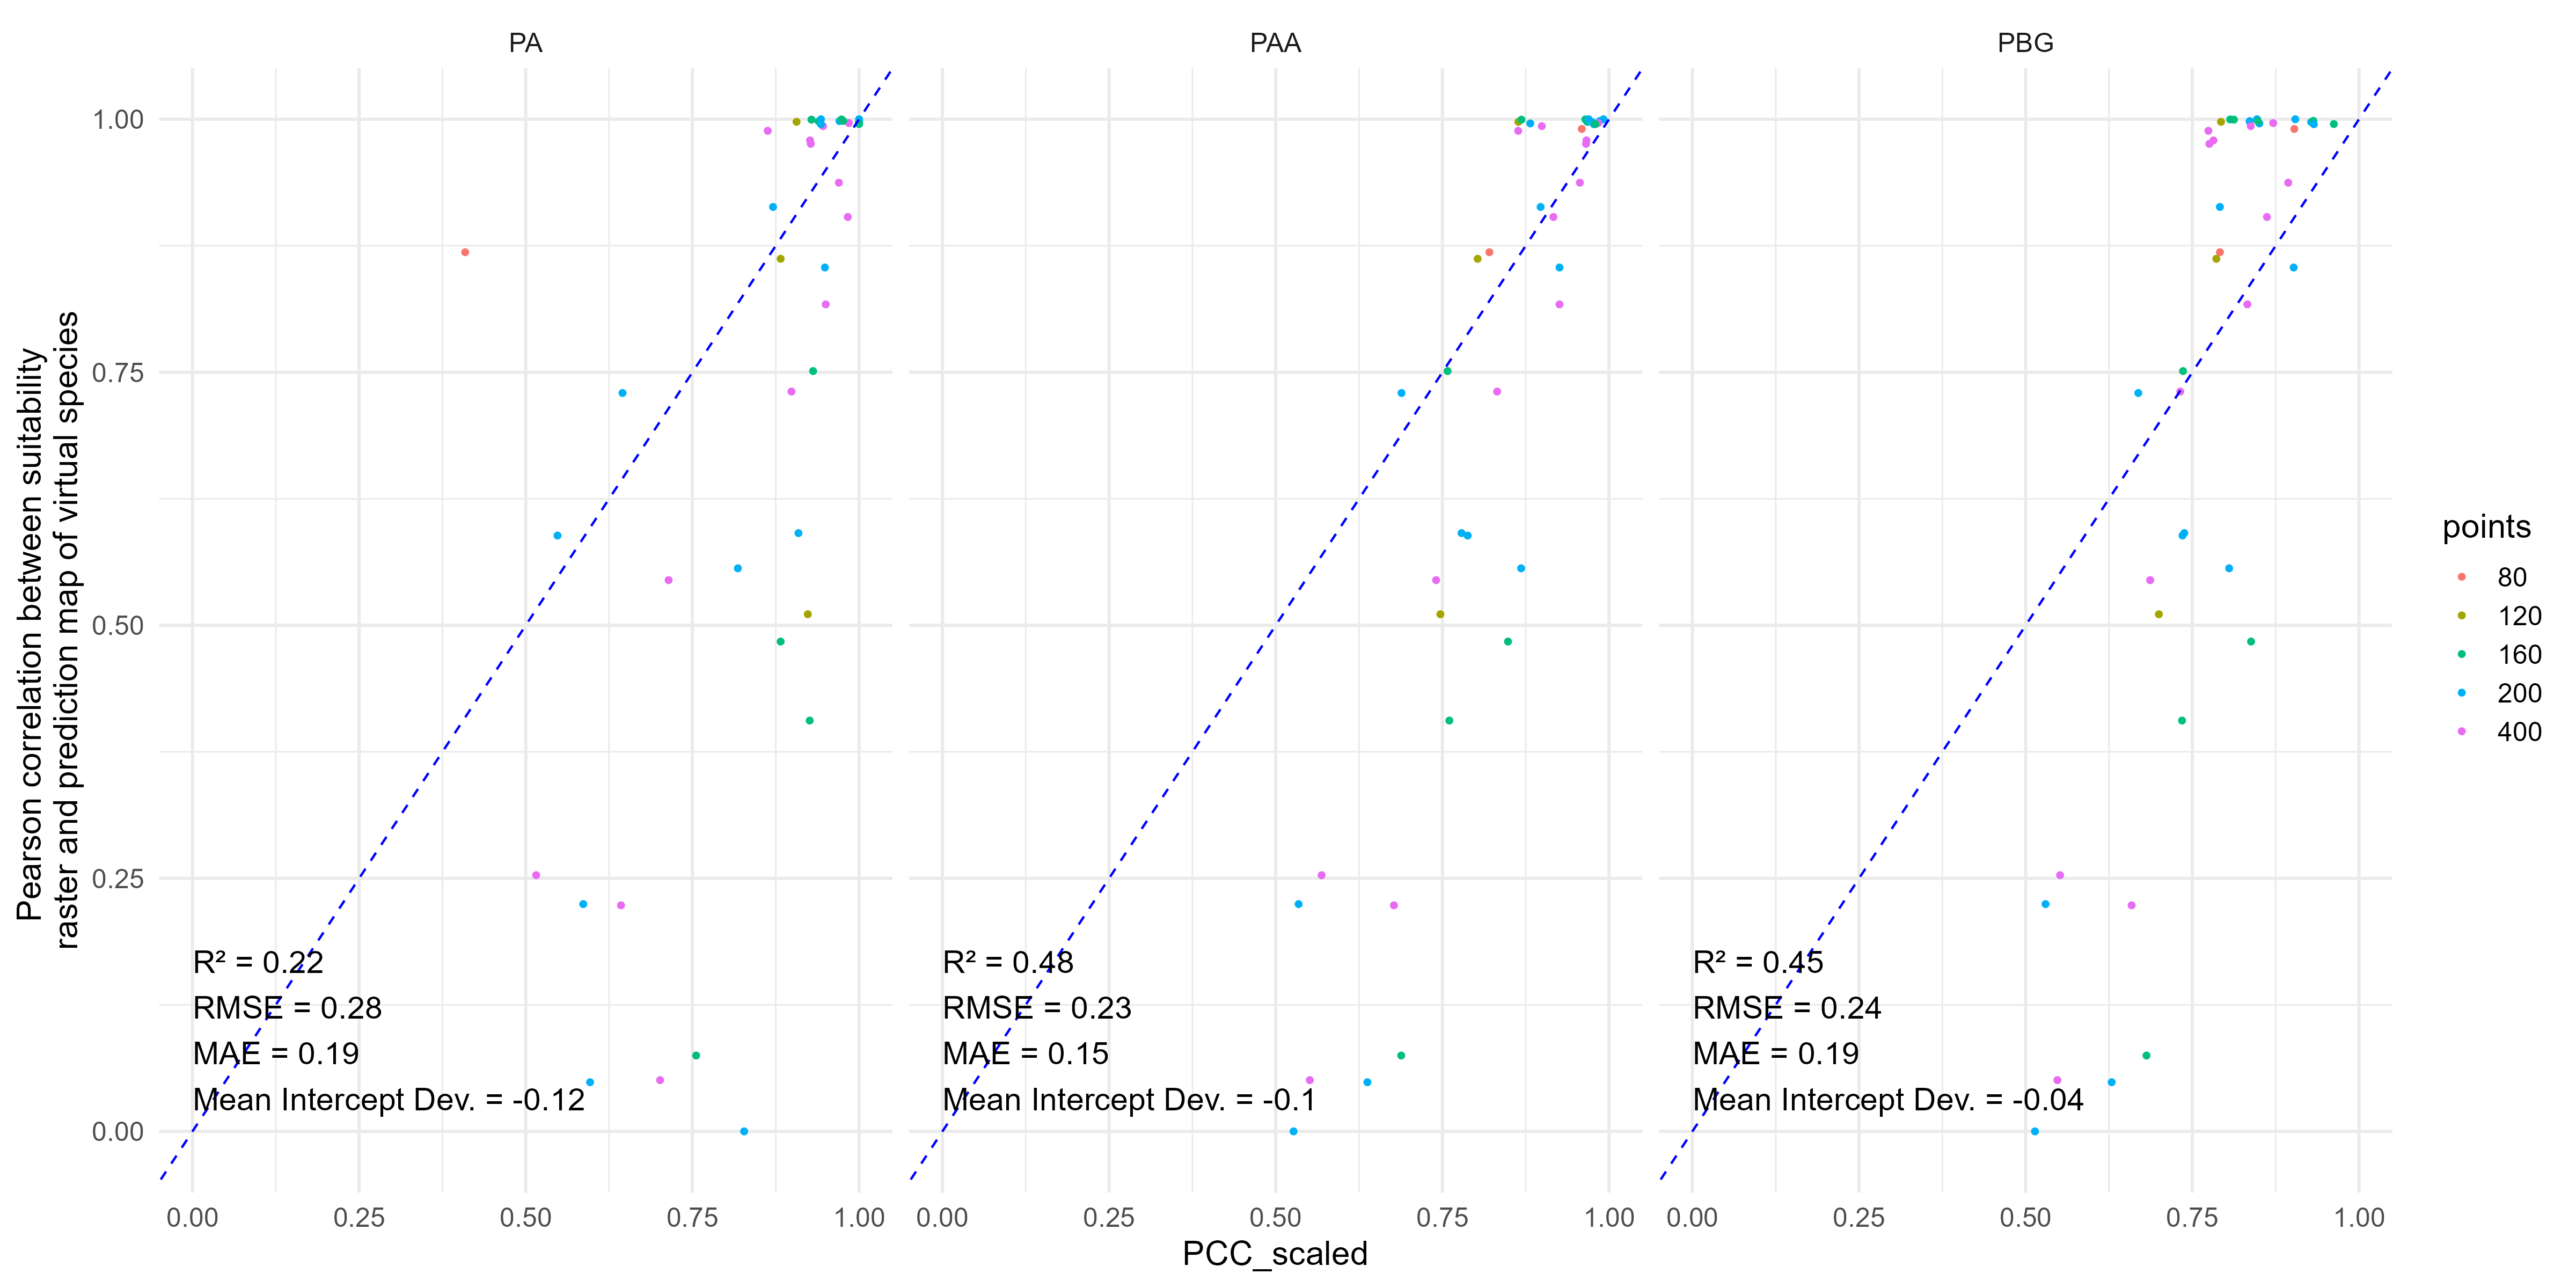 PA
PAA
PBG
Pearson correlation between suitability
raster and prediction map of virtual species
1.00
0.75
0.50
0.25
0.00
R² = 0.22
RMSE = 0.28
MAE = 0.19
Mean Intercept Dev. = -0.12
R² = 0.48
RMSE = 0.23
MAE = 0.15
Mean Intercept Dev. = -0.1
R² = 0.45
RMSE = 0.24
MAE = 0.19
Mean Intercept Dev. = -0.04
0.00 0.25 0.50 0.75 1.00
0.00 0.25 0.50 0.75 1.00
0.00 0.25 0.50 0.75 1.00
PCC_scaled
points
80
120
160
200
400